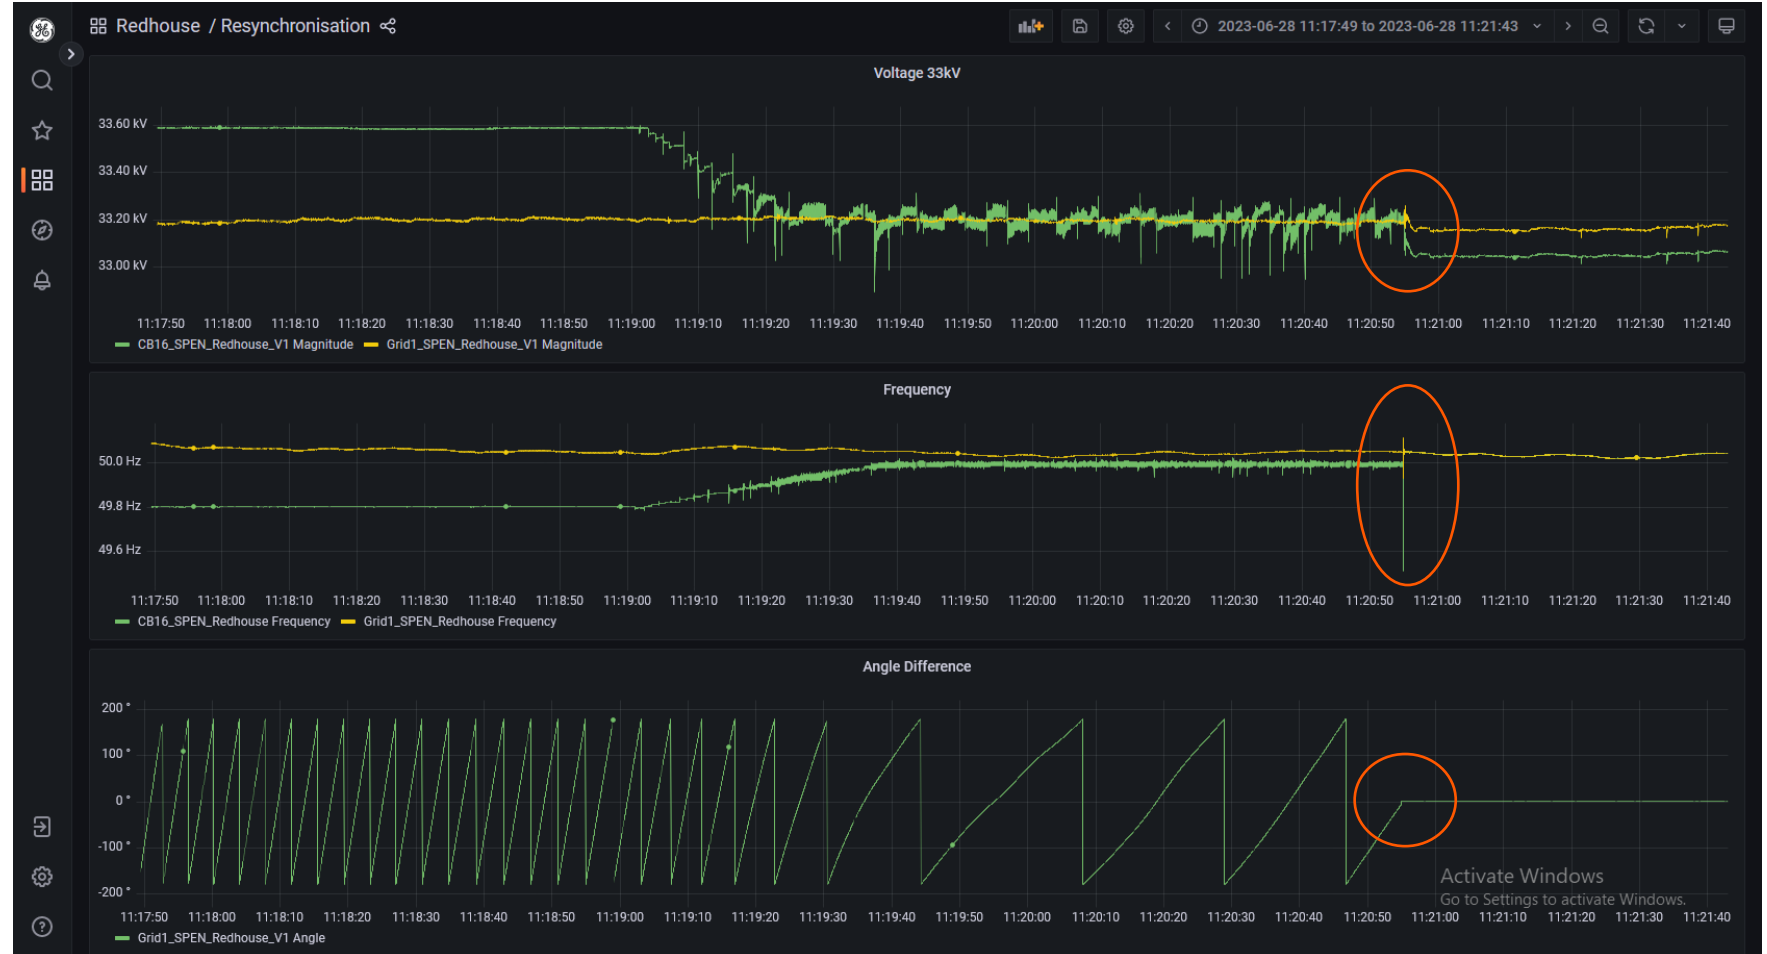 Redhouse / Resynchronisation
2023-06-28 11:17:49 to 2023-06-28 11:21:43
Voltage 33kV
33.60 kV
33.40 kV
33.20 kV
33.00 kV
11:17:50 11:18:00 11:18:10 11:18:20 11:18:30 11:18:40 11:18:50 11:19:00 11:19:10 11:19:20 11:19:30 11:19:40 11:19:50 11:20:00 11:20:10 11:20:20 11:20:30 11:20:40 11:20:50 11:21:00 11:21:10 11:21:20 11:21:30 11:21:40
CB16_SPEN_Redhouse_V1 Magnitude Grid1_SPEN_Redhouse_V1 Magnitude
Frequency
50.0 Hz
49.8 Hz
49.6 Hz
11:17:50 11:18:00 11:18:10 11:18:20 11:18:30 11:18:40 11:18:50 11:19:00 11:19:10 11:19:20 11:19:30 11:19:40 11:19:50 11:20:00 11:20:10 11:20:20 11:20:30 11:20:40 11:20:50 11:21:00 11:21:10 11:21:20 11:21:30 11:21:40
CB16_SPEN_Redhouse Frequency Grid1_SPEN_Redhouse Frequency
Angle Difference
200 °
100 °
0 °
-100 °
-200 °
11:17:50 11:18:00 11:18:10 11:18:20 11:18:30 11:18:40 11:18:50 11:19:00 11:19:10 11:19:20 11:19:30 11:19:40 11:19:50 11:20:00 11:20:10 11:20:20 11:20:30 11:20:40 11:20:50 11:21:00 11:21:10 11:21:20 11:21:30 11:21:40
Grid1_SPEN_Redhouse_V1 Angle
Activate Windows
Go to Settings to activate Windows.